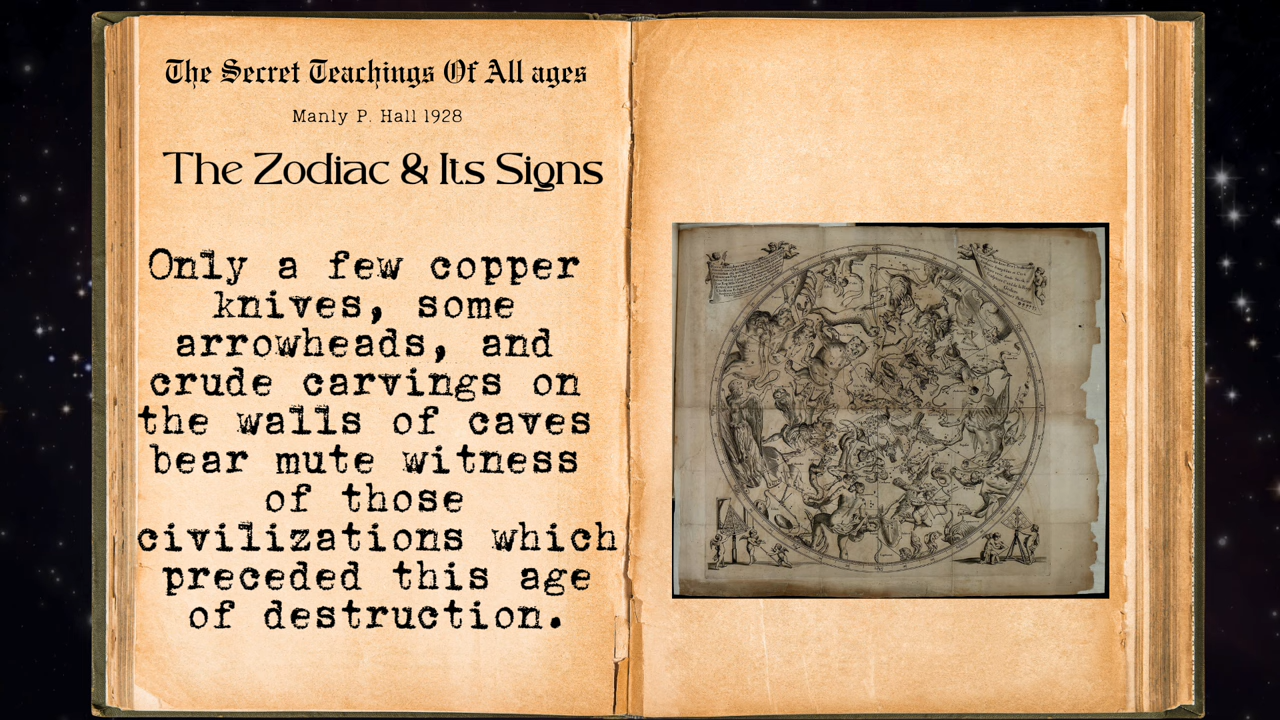 The Secret Teachings Of All ages
Manly P. Hall 1928
The Zodiac & Its Signs
Only a few copper
knives, some
arrowheads, and
crude carvings on
the walls of caves
bear mute witness
of those
civilizations which
preceded this age
of destruction.